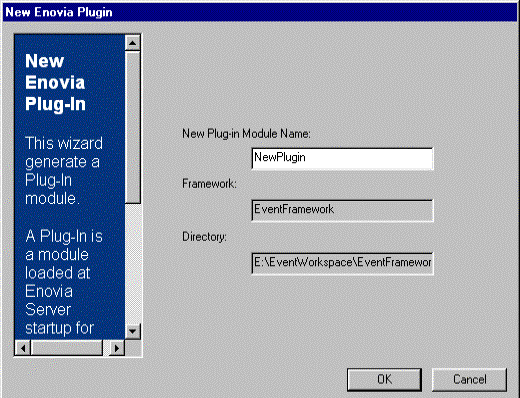 New Enovia Plugin
New
Enovia
Plug-In
This wizard
generate a
Plug-In
module.
A Plug-In is
a module
loaded at
Enovia
Server
startup for
New Plug-in Module Name:
NewPlugin
Framework:
EventFramework
Directory:
E:\EventWorkspace\EventFramewor
OK
Cancel